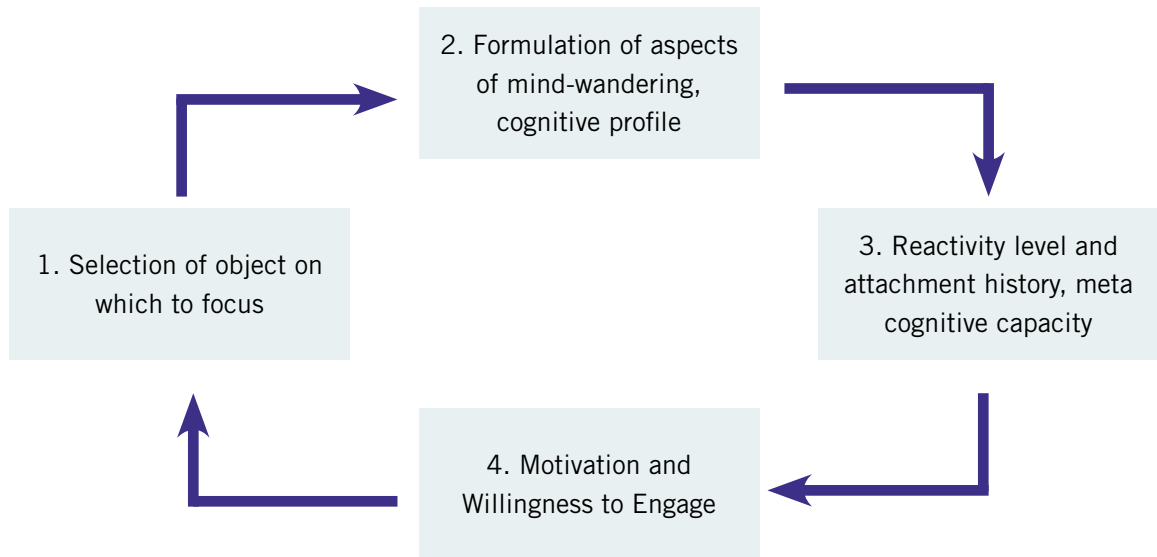 1. Selection of object on
which to focus
2. Formulation of aspects
of mind-wandering,
cognitive profile
3. Reactivity level and
attachment history, meta
cognitive capacity
4. Motivation and
Willingness to Engage